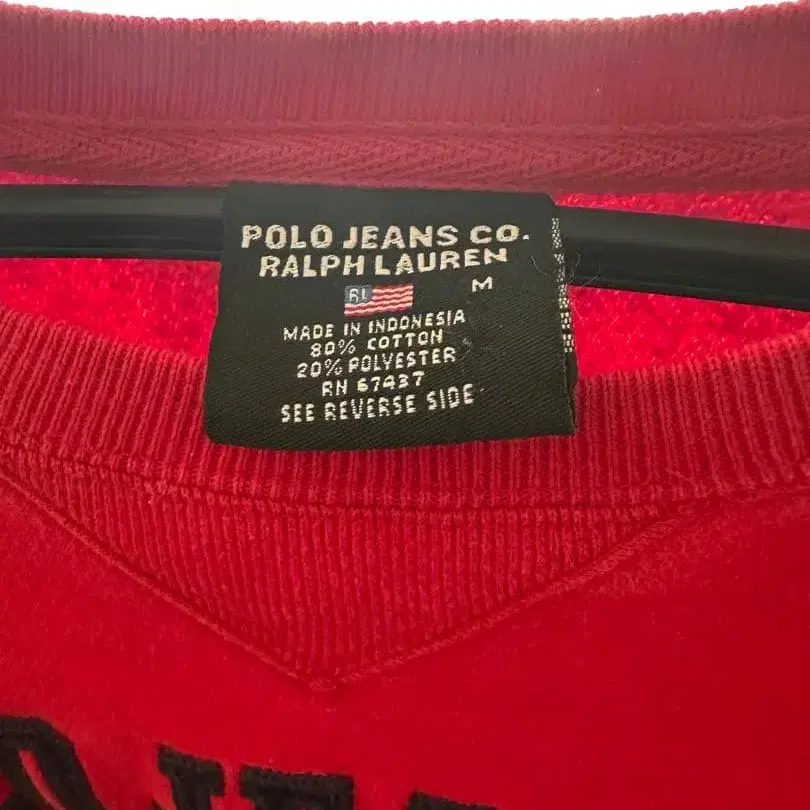 POLO JEANS CO.
RALPH LAUREN
RL
M
MADE IN INDONESIA
80% COTTON
20% POLYESTER
RN 67437
SEE REVERSE SIDE